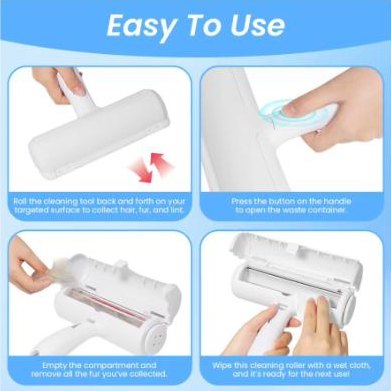 Easy To Use
Roll the cleaning tool back and forth on your
targeted surface to collect hair, fur, and lint.
Press the button on the handle
to open the waste container.
Empty the compartment and
remove all the fur you've collected.
Wipe this cleaning roller with a wet cloth,
and it's ready for the next use!